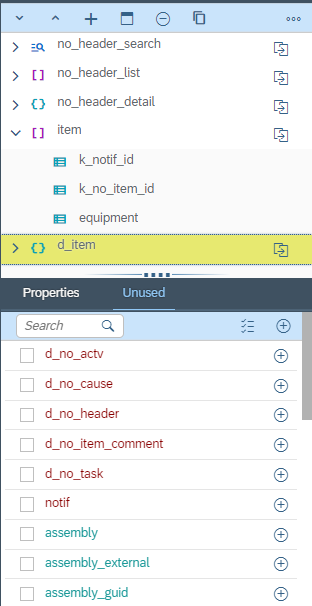 no_header_search
no_header_list
no_header_detail
item
k_notif_id
k_no_item_id
equipment
d_item
Properties Unused
Search
d_no_actv
d_no_cause
d_no_header
d_no_item_comment
d_no_task
notif
assembly
assembly_external
assembly_guid